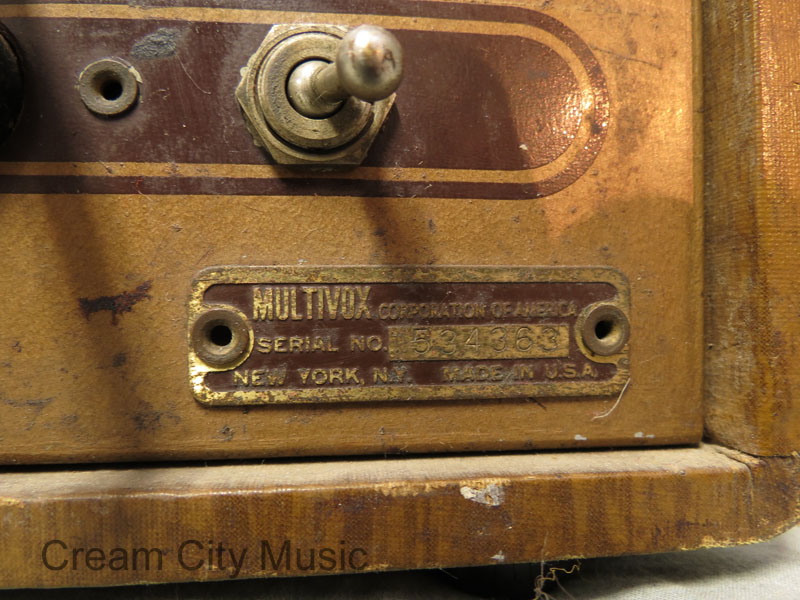 MULTIVOX CORPORATION OF AMERICA
SERIAL NO. 534363
NEW YORK, N.Y. MADE IN U.S.A.
Cream City Music